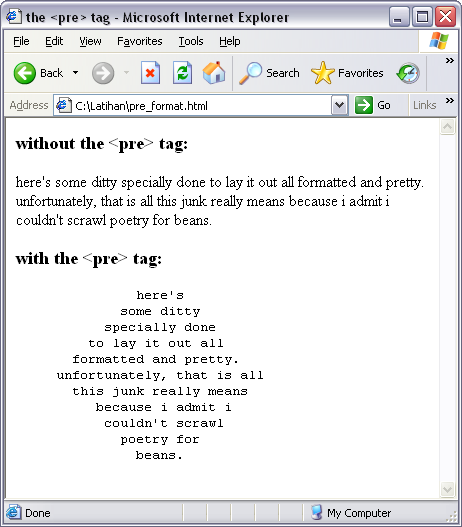 the <pre> tag - Microsoft Internet Explorer
File Edit View Favorites Tools Help
Back Search Favorites
Address C:\Latihan\pre_format.html Go Links
without the <pre> tag:
here's some ditty specially done to lay it out all formatted and pretty.
unfortunately, that is all this junk really means because i admit i
couldn't scrawl poetry for beans.
with the <pre> tag:
here's
some ditty
specially done
to lay it out all
formatted and pretty.
unfortunately, that is all
this junk really means
because i admit i
couldn't scrawl
poetry for
beans.
Done My Computer